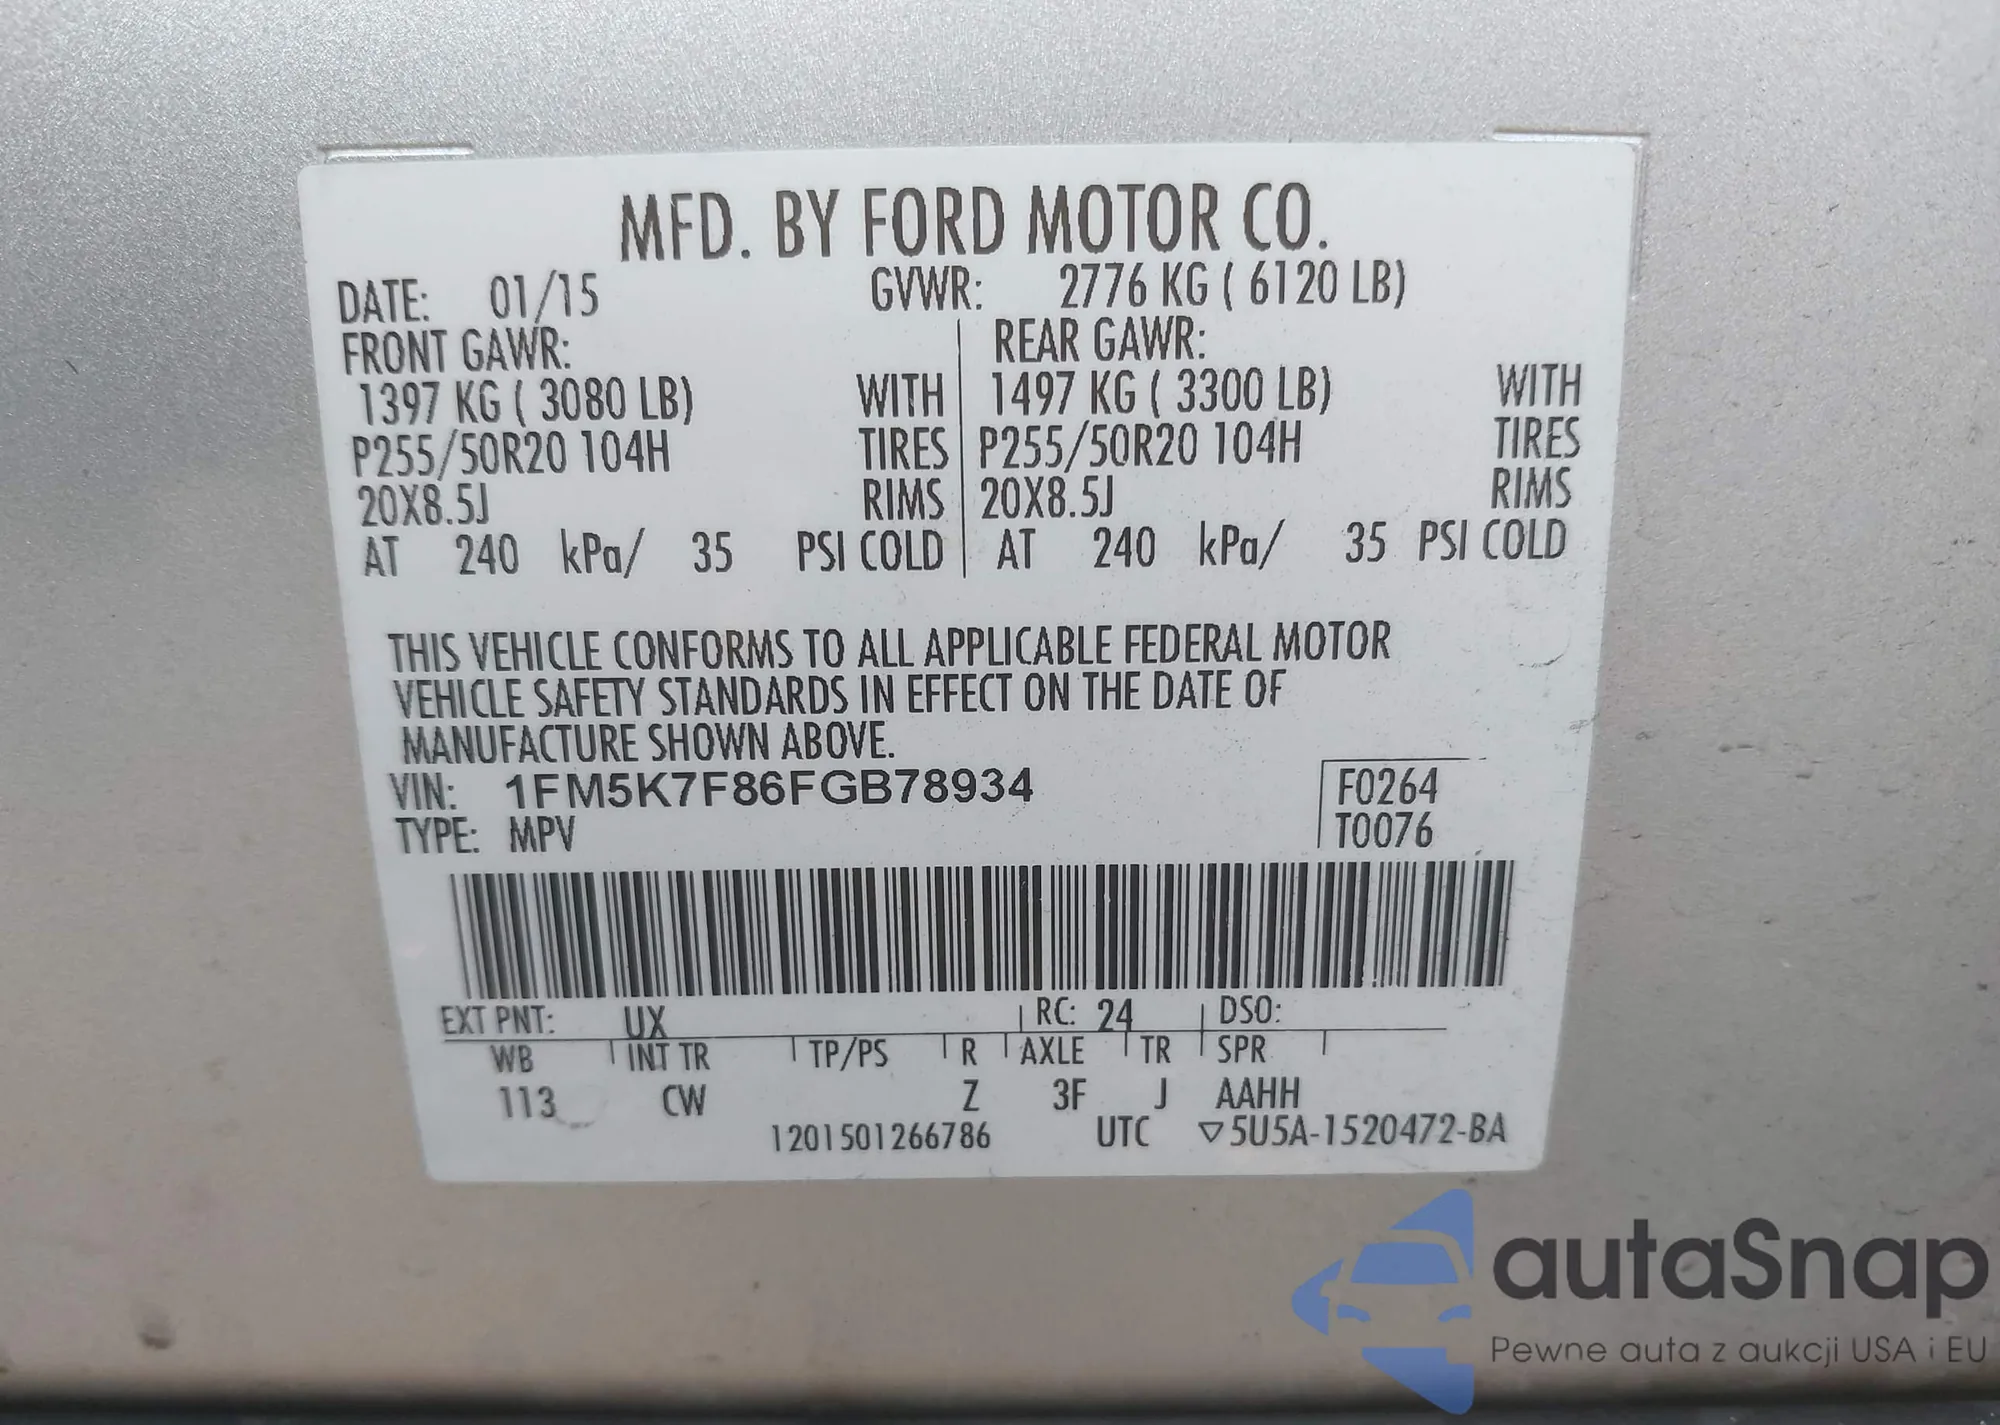 MFD. BY FORD MOTOR CO.
DATE: 01/15 GVWR: 2776 KG ( 6120 LB)
FRONT GAWR: REAR GAWR:
1397 KG ( 3080 LB) WITH 1497 KG ( 3300 LB) WITH
P255/50R20 104H TIRES P255/50R20 104H TIRES
20X8.5J RIMS 20X8.5J RIMS
AT 240 kPa/ 35 PSI COLD AT 240 kPa/ 35 PSI COLD
THIS VEHICLE CONFORMS TO ALL APPLICABLE FEDERAL MOTOR
VEHICLE SAFETY STANDARDS IN EFFECT ON THE DATE OF
MANUFACTURE SHOWN ABOVE.
VIN: 1FM5K7F86FGB78934 F0264
TYPE: MPV T0076
EXT PNT: UX RC: 24 DSO:
WB INT TR TP/PS R AXLE TR SPR
113 CW Z 3F J AAHH
1201501266786 UTC ▽5U5A-1520472-BA
autaSnap
Pewne auta z aukcji USA i EU